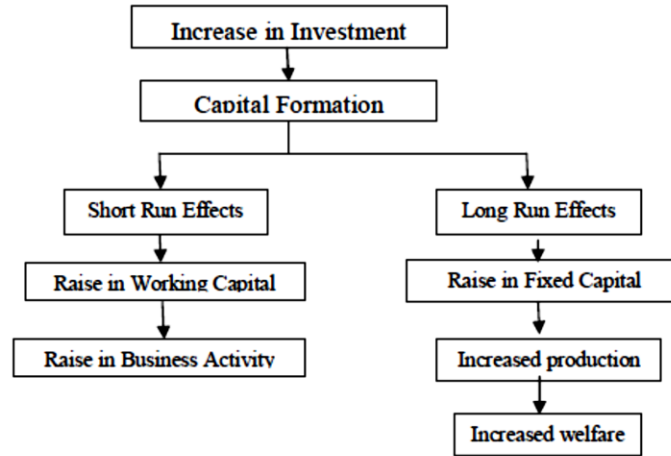 Increase in Investment
Capital Formation
Short Run Effects
Long Run Effects
Raise in Working Capital
Raise in Fixed Capital
Raise in Business Activity
Increased production
Increased welfare